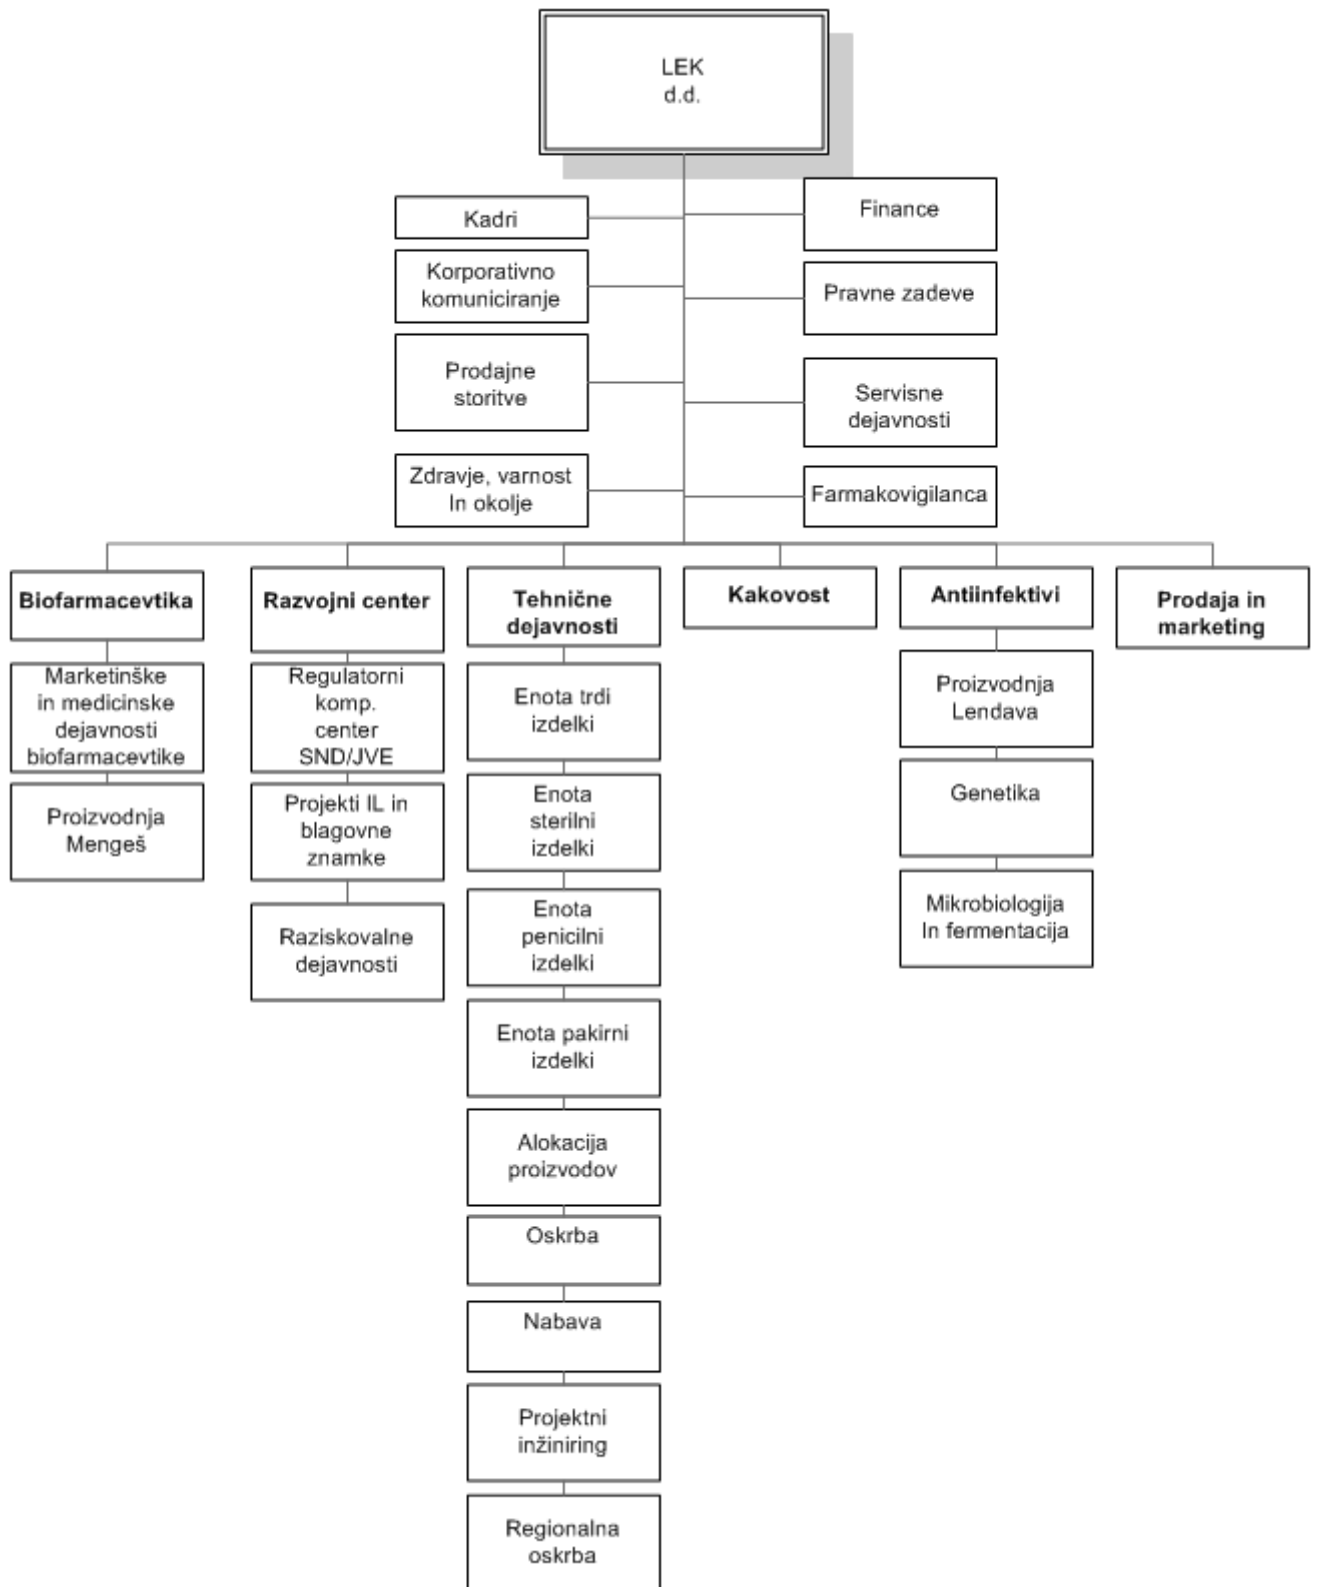 LEK
d.d.
Kadri
Finance
Korporativno
komuniciranje
Pravne zadeve
Prodajne
storitve
Servisne
dejavnosti
Zdravje, varnost
In okolje
Farmakovigilanca
Biofarmacevtika
Marketinške
in medicinske
dejavnosti
biofarmacevtike
Proizvodnja
Mengeš
Razvojni center
Regulatorni
komp.
center
SND/JVE
Projekti IL in
blagovne
znamke
Raziskovalne
dejavnosti
Tehnične
dejavnosti
Enota trdi
izdelki
Enota
sterilni
izdelki
Enota
penicilni
izdelki
Enota pakirni
izdelki
Alokacija
proizvodov
Oskrba
Nabava
Projektni
inžiniring
Regionalna
oskrba
Kakovost
Antiinfektivi
Proizvodnja
Lendava
Genetika
Mikrobiologija
In fermentacija
Prodaja in
marketing